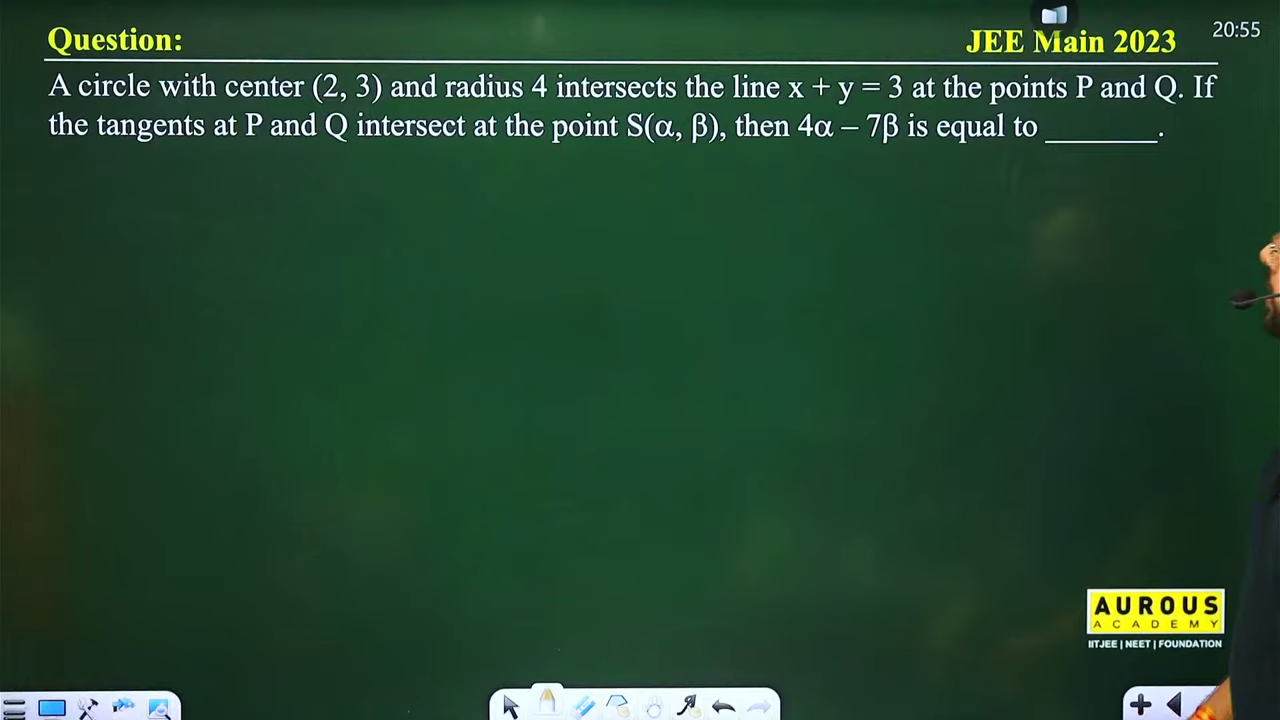 20:55
Question:
JEE Main 2023
A circle with center (2, 3) and radius 4 intersects the line x + y = 3 at the points P and Q. If
the tangents at P and Q intersect at the point S(α, β), then 4α – 7β is equal to _______.
AUROUS
ACADEMY
IITJEE | NEET | FOUNDATION